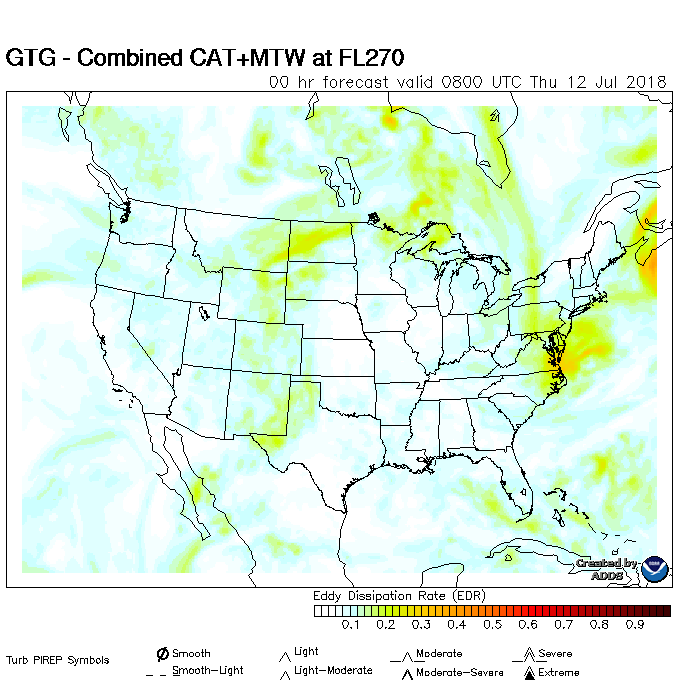 GTG - Combined CAT+MTW at FL270
00 hr forecast valid 0800 UTC Thu 12 Jul 2018
Created by
ADDS
Eddy Dissipation Rate (EDR)
0.1 0.2 0.3 0.4 0.5 0.6 0.7 0.8 0.9
Turb PIREP Symbols
Smooth Light Moderate Severe
Smooth-Light Light-Moderate Moderate-Severe Extreme